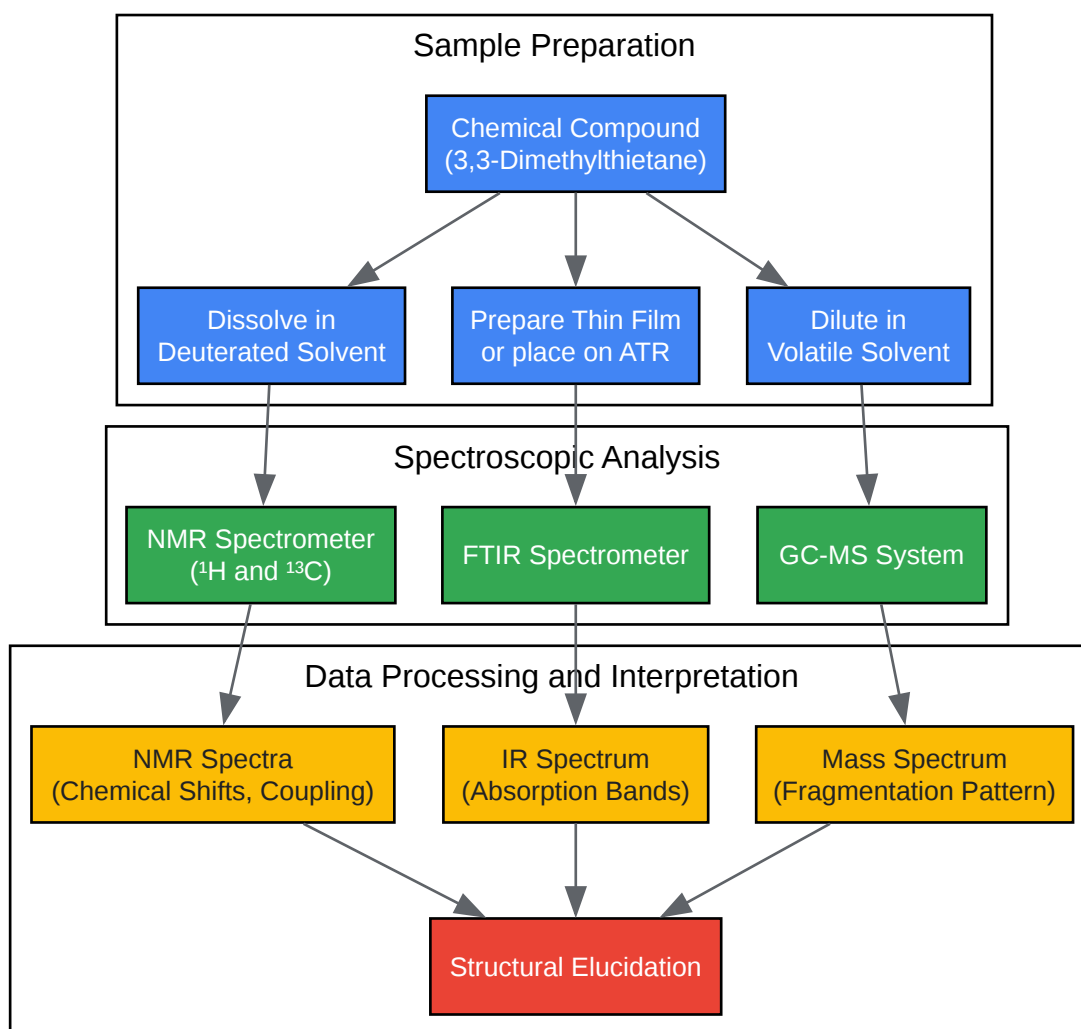 Sample Preparation
Chemical Compound
(3,3-Dimethylthietane)
Dissolve in
Deuterated Solvent
Prepare Thin Film
or place on ATR
Dilute in
Volatile Solvent
Spectroscopic Analysis
NMR Spectrometer
(¹H and ¹³C)
FTIR Spectrometer
GC-MS System
Data Processing and Interpretation
NMR Spectra
(Chemical Shifts, Coupling)
IR Spectrum
(Absorption Bands)
Mass Spectrum
(Fragmentation Pattern)
Structural Elucidation